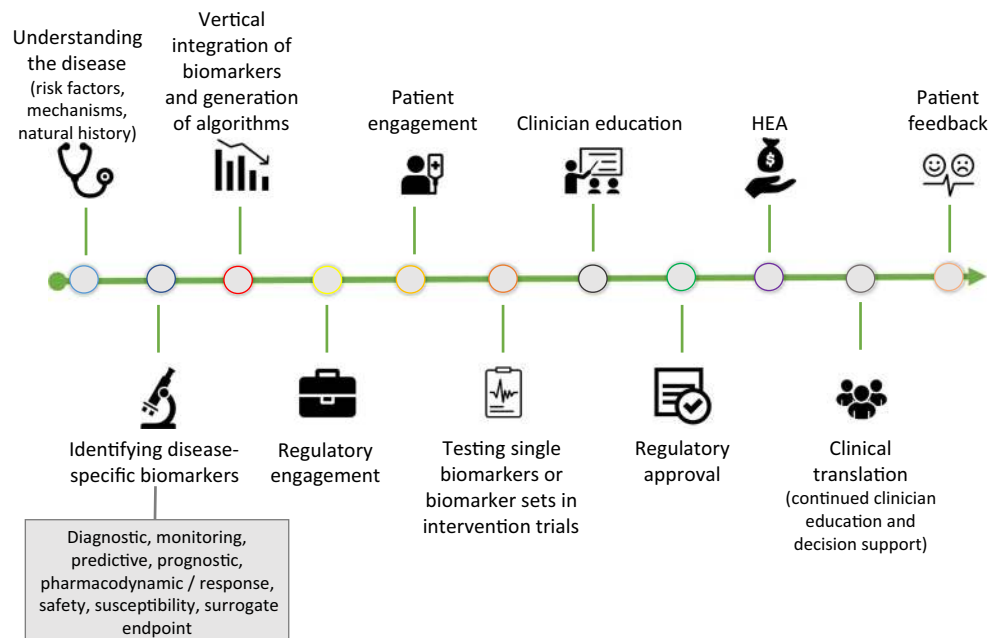 Understanding
the disease
(risk factors,
mechanisms,
natural history)
Vertical
integration of
biomarkers
and generation
of algorithms
Patient
engagement
Clinician education
HEA
$
Patient
feedback
Identifying disease-
specific biomarkers
Diagnostic, monitoring,
predictive, prognostic,
pharmacodynamic / response,
safety, susceptibility, surrogate
endpoint
Regulatory
engagement
Testing single
biomarkers or
biomarker sets in
intervention trials
Regulatory
approval
Clinical
translation
(continued clinician
education and
decision support)